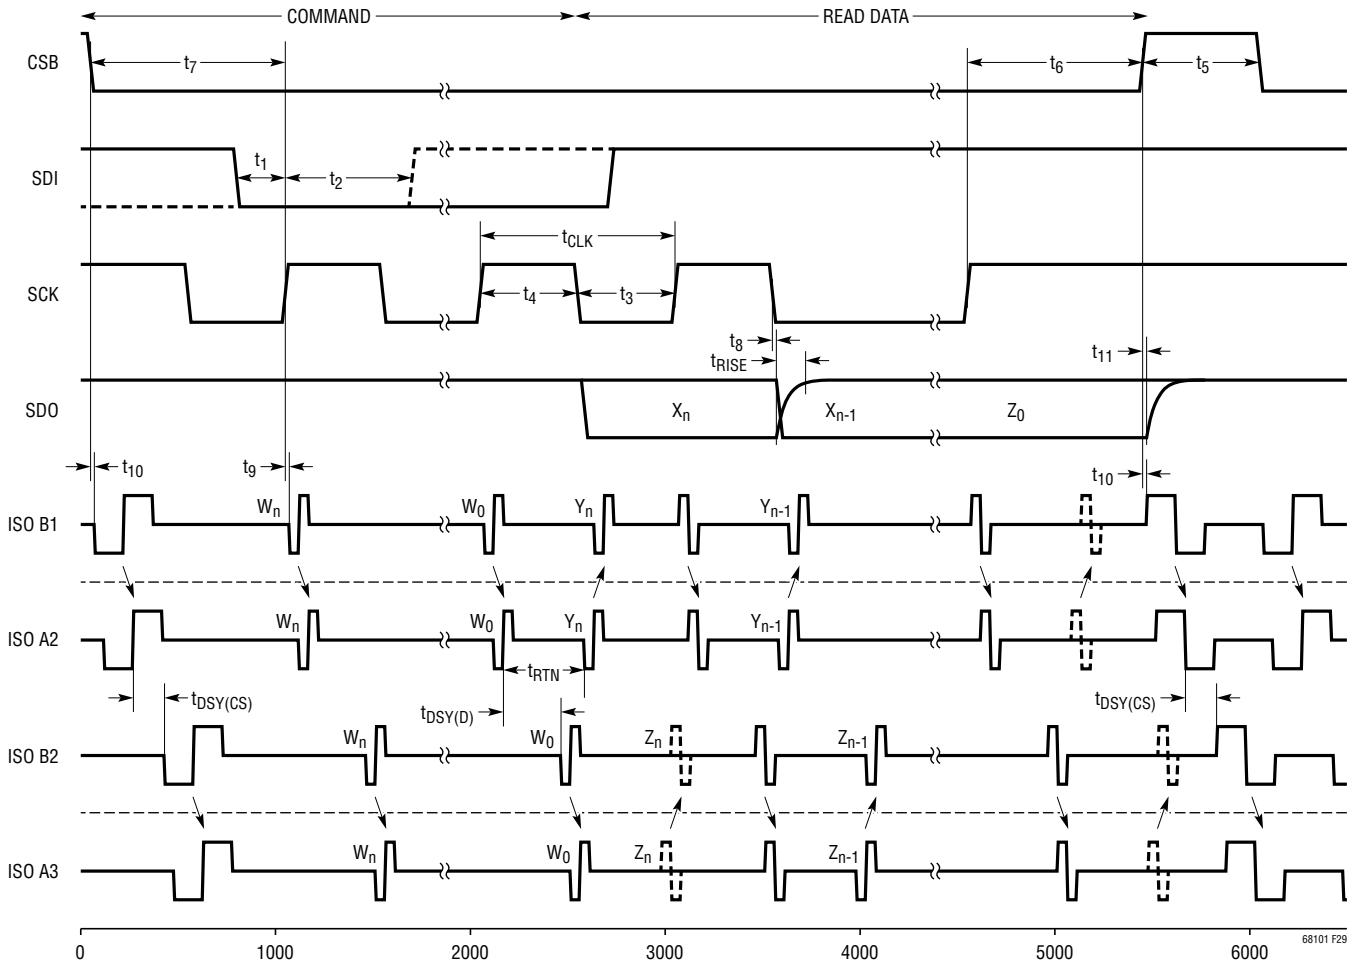 COMMAND READ DATA
CSB t7 t6 t5
SDI t1 t2
tCLK
SCK t4 t3
t8
tRISE t11
SDO Xn Xn-1 Z0
t10 t9 t10
Wn W0 Yn Yn-1
ISO B1
ISO A2 Wn W0 Yn Yn-1
tRTN
tDSY(CS) tDSY(D) tDSY(CS)
Wn W0 Zn Zn-1
ISO B2
ISO A3 Wn W0 Zn Zn-1
68101 F29
0 1000 2000 3000 4000 5000 6000